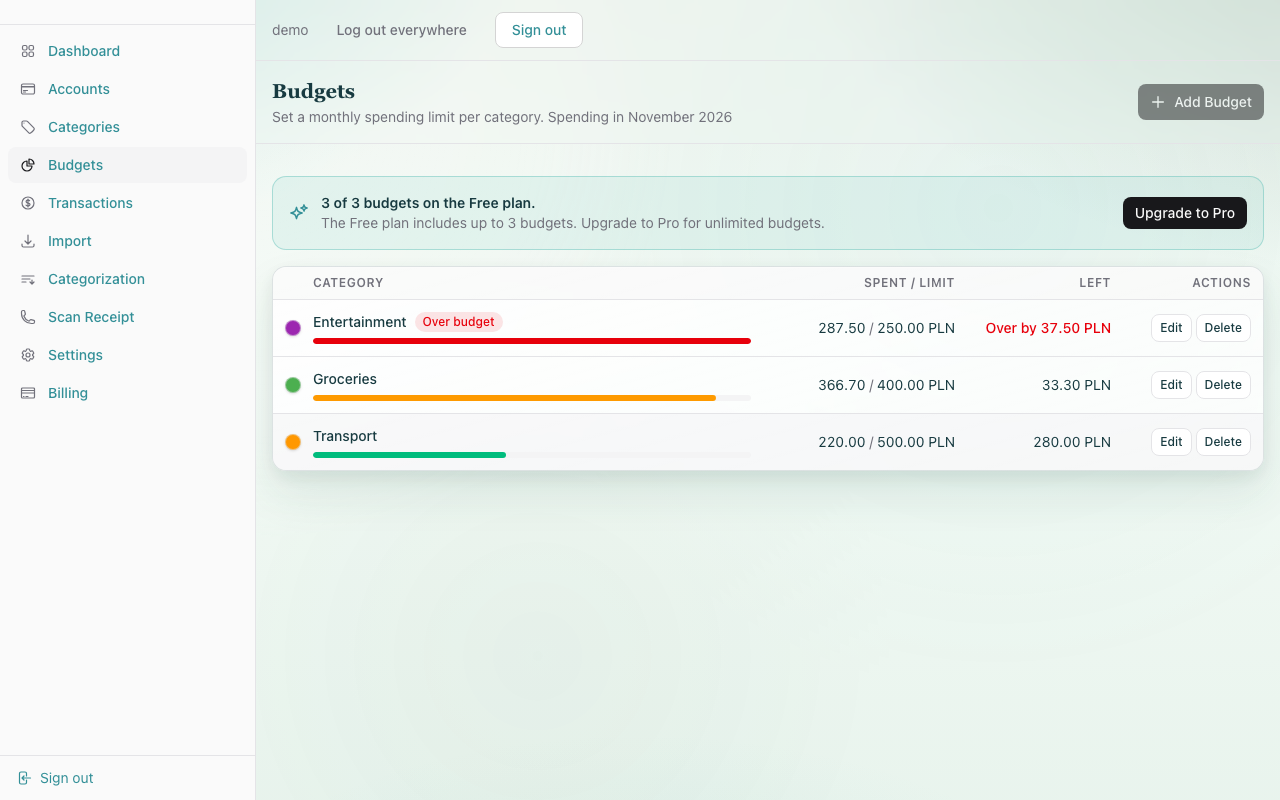 Dashboard
Accounts
Categories
Budgets
Transactions
Import
Categorization
Scan Receipt
Settings
Billing
Sign out
demo Log out everywhere Sign out
Budgets
Set a monthly spending limit per category. Spending in November 2026
Add Budget
3 of 3 budgets on the Free plan.
The Free plan includes up to 3 budgets. Upgrade to Pro for unlimited budgets.
Upgrade to Pro
CATEGORY SPENT / LIMIT LEFT ACTIONS
Entertainment Over budget 287.50 / 250.00 PLN Over by 37.50 PLN Edit Delete
Groceries 366.70 / 400.00 PLN 33.30 PLN Edit Delete
Transport 220.00 / 500.00 PLN 280.00 PLN Edit Delete